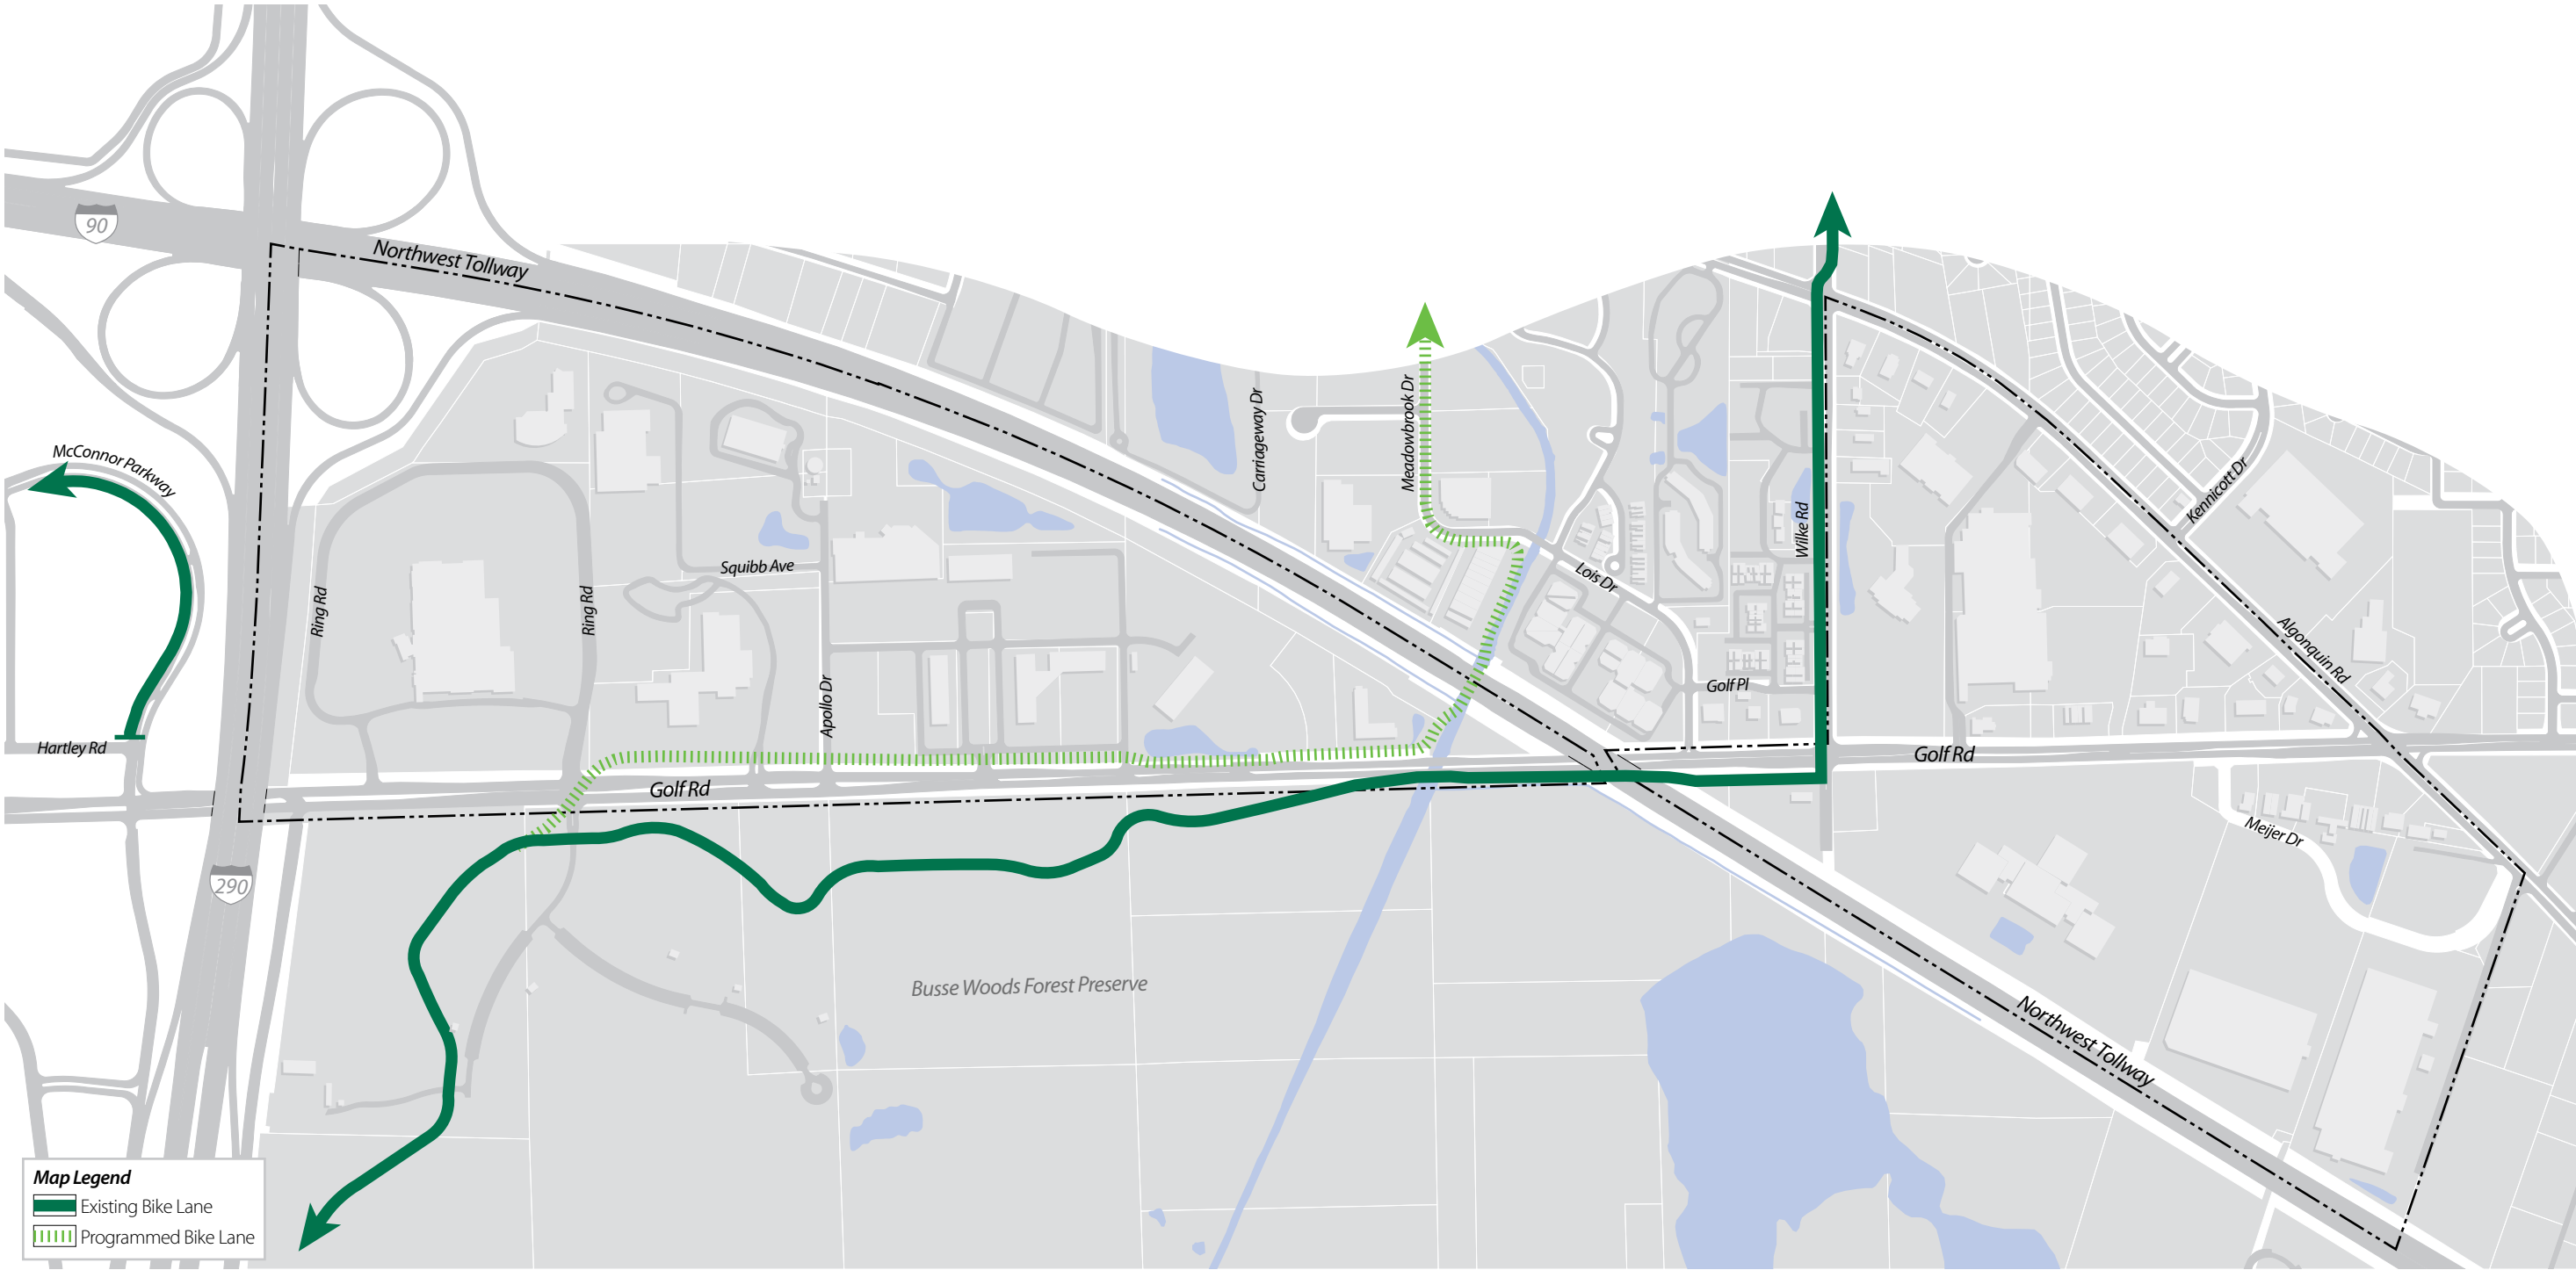 90
Northwest Tollway
McConnor Parkway
Carriageway Dr
Meadowbrook Dr
Kennicott Dr
Wilke Rd
Squibb Ave
Lois Dr
Ring Rd
Ring Rd
Algonquin Rd
Apollo Dr
Golf Pl
Hartley Rd
Golf Rd
Golf Rd
Meijer Dr
290
Busse Woods Forest Preserve
Northwest Tollway
Map Legend
Existing Bike Lane
Programmed Bike Lane